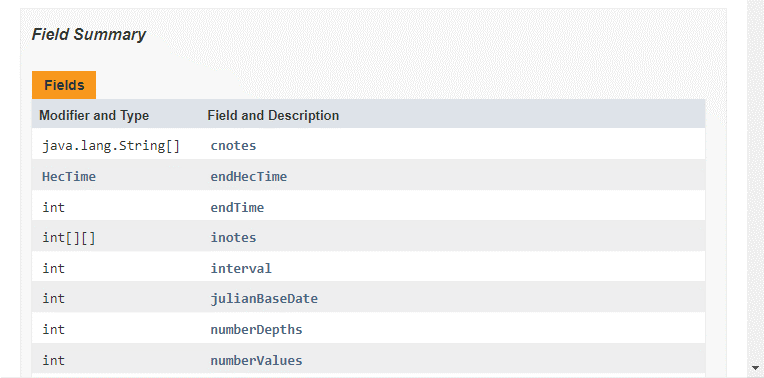 Field Summary
Fields
Modifier and Type Field and Description
java.lang.String[] cnotes
HecTime endHecTime
int endTime
int[][] inotes
int interval
int julianBaseDate
int numberDepths
int numberValues